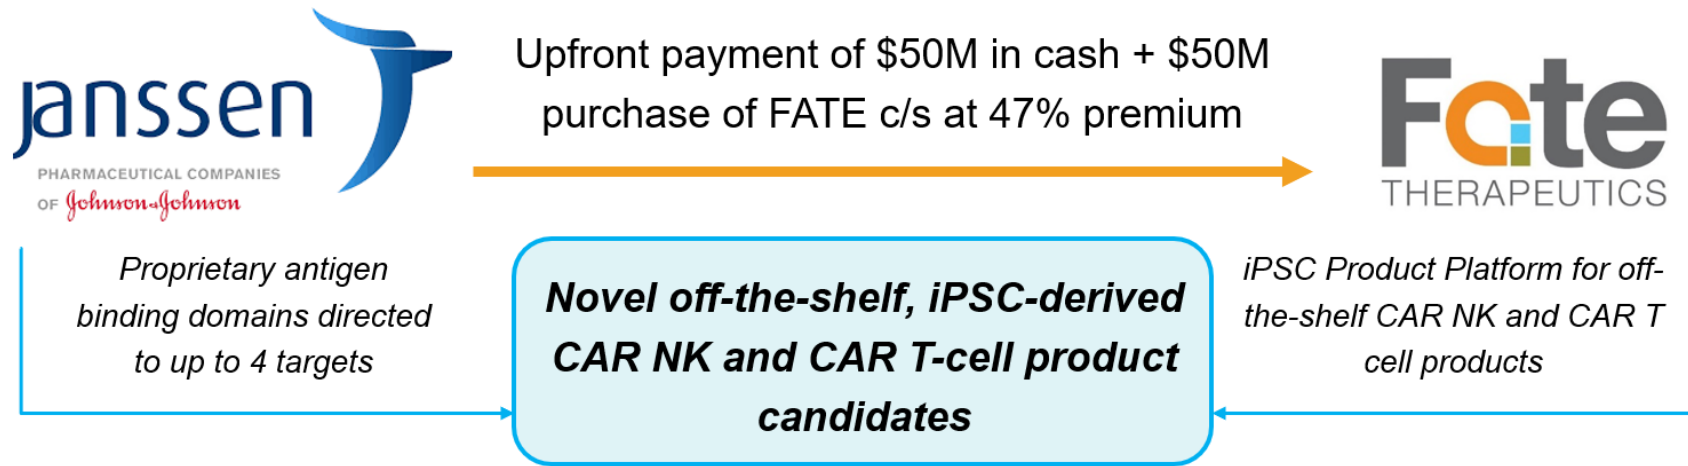 janssen
PHARMACEUTICAL COMPANIES
OF Johnson & Johnson
Upfront payment of $50M in cash + $50M
purchase of FATE c/s at 47% premium
Fate
THERAPEUTICS
Proprietary antigen
binding domains directed
to up to 4 targets
Novel off-the-shelf, iPSC-derived
CAR NK and CAR T-cell product
candidates
iPSC Product Platform for off-
the-shelf CAR NK and CAR T
cell products